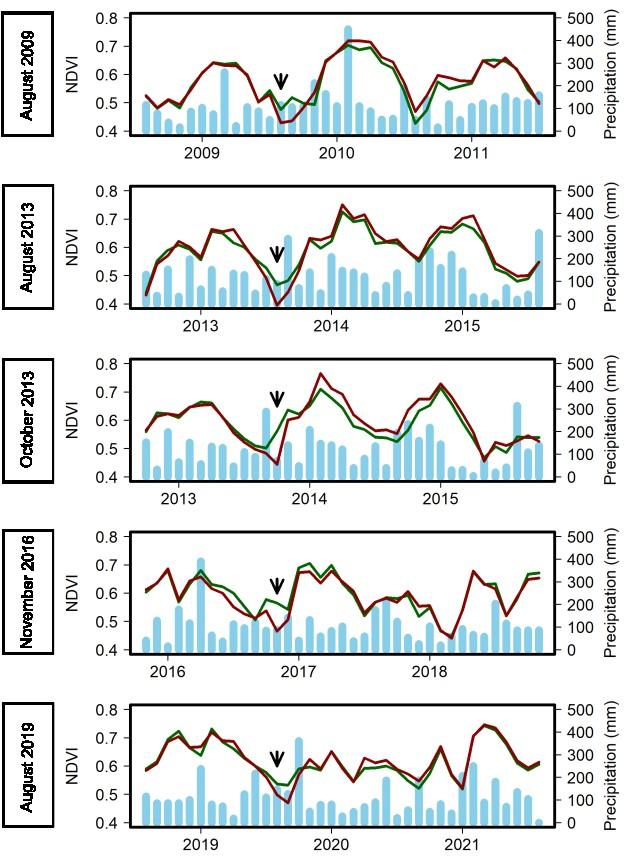 August 2009
NDVI
0.8
0.7
0.6
0.5
0.4
500
400
300
200
100
0
Precipitation (mm)
2009 2010 2011
August 2013
NDVI
0.8
0.7
0.6
0.5
0.4
500
400
300
200
100
0
Precipitation (mm)
2013 2014 2015
October 2013
NDVI
0.8
0.7
0.6
0.5
0.4
500
400
300
200
100
0
Precipitation (mm)
2013 2014 2015
November 2016
NDVI
0.8
0.7
0.6
0.5
0.4
500
400
300
200
100
0
Precipitation (mm)
2016 2017 2018
August 2019
NDVI
0.8
0.7
0.6
0.5
0.4
500
400
300
200
100
0
Precipitation (mm)
2019 2020 2021